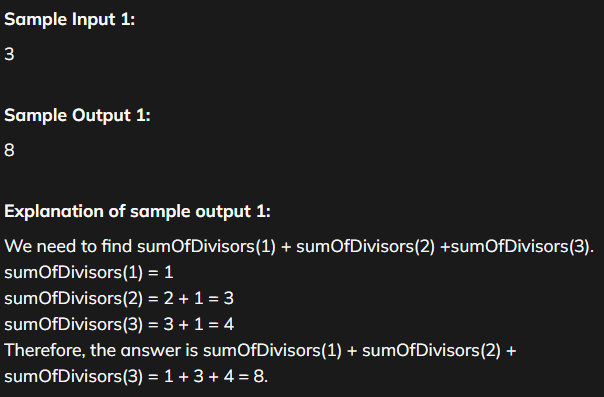 Sample Input 1:
3
Sample Output 1:
8
Explanation of sample output 1:
We need to find sumOfDivisors(1) + sumOfDivisors(2) +sumOfDivisors(3).
sumOfDivisors(1) = 1
sumOfDivisors(2) = 2 + 1 = 3
sumOfDivisors(3) = 3 + 1 = 4
Therefore, the answer is sumOfDivisors(1) + sumOfDivisors(2) +
sumOfDivisors(3) = 1 + 3 + 4 = 8.